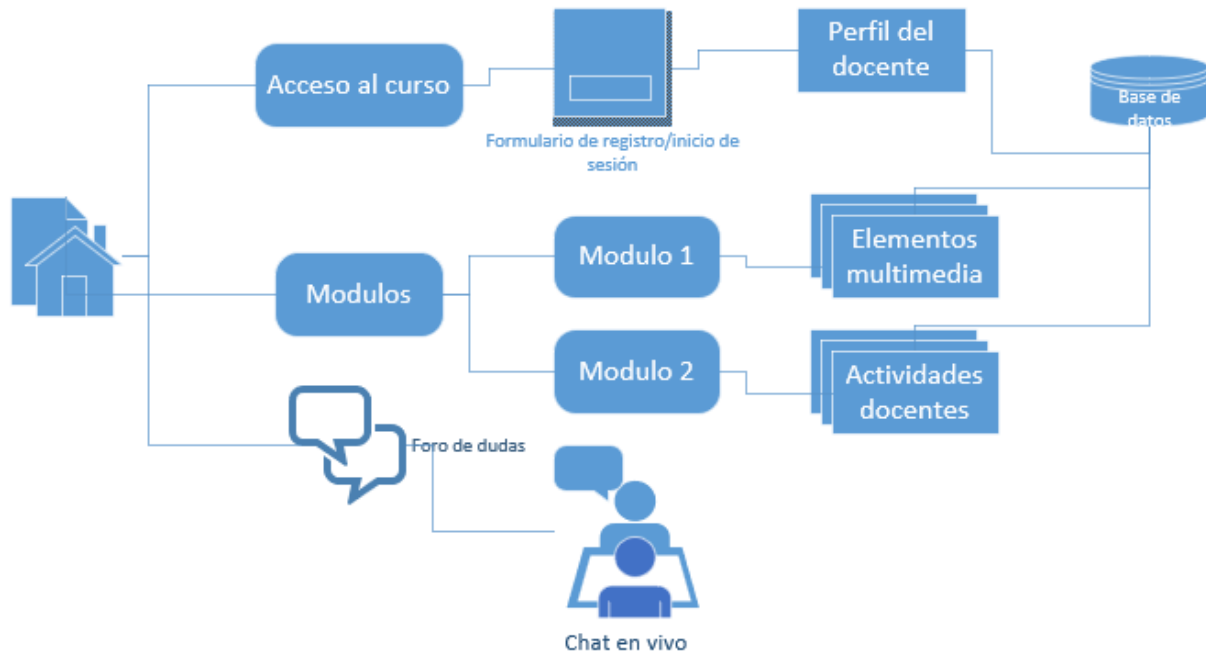 Acceso al curso
Formulario de registro/inicio de
sesión
Perfil del
docente
Base de
datos
Modulos
Modulo 1
Elementos
multimedia
Modulo 2
Actividades
docentes
Foro de dudas
Chat en vivo